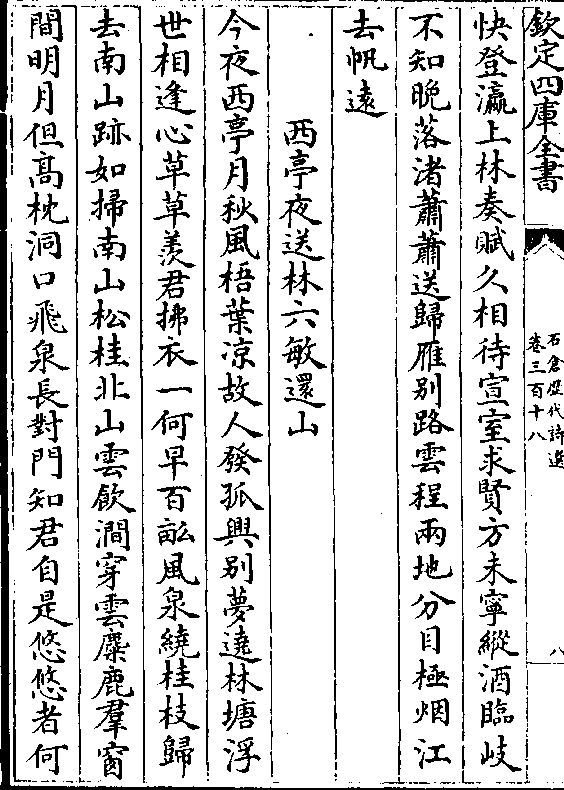 欽定四庫全書
石倉歷代詩選
卷三百十八
八
快登瀛上林奏賦久相待宣室求賢方未寧縱酒臨岐
不知晚落渚蕭蕭送歸雁别路雲程兩地分目極烟江
去帆遠
西亭夜送林六敏還山
今夜西亭月秋風梧葉凉故人發孤興别夢遶林塘浮
世相逢心草草羨君拂衣一何早百畝風泉繞桂枝歸
去南山跡如掃南山松桂北山雲飲澗穿雲麋鹿羣窗
間明月但高枕洞口飛泉長對門知君自是悠悠者何